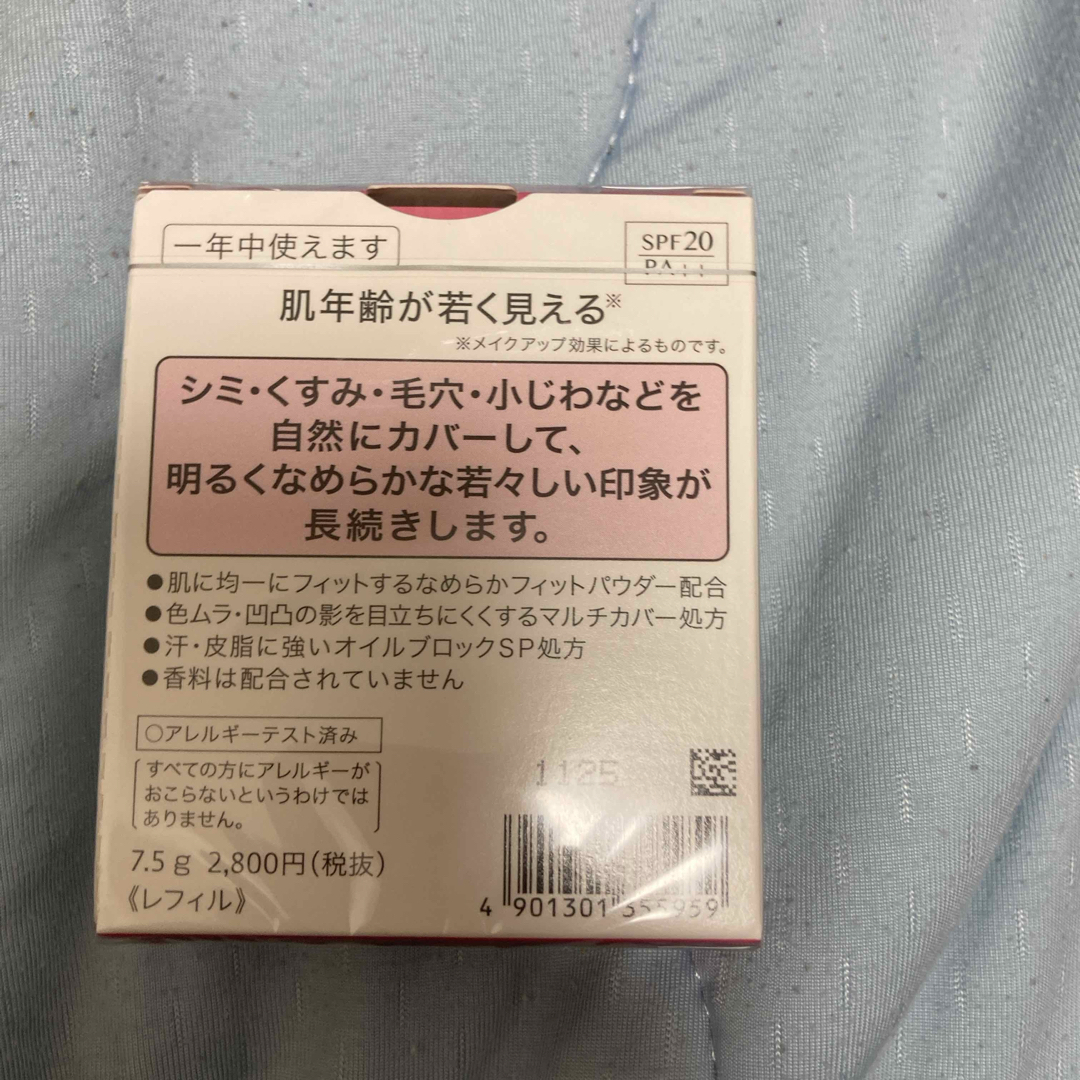 一年中使えます
SPF20
PA++
肌年齢が若く見える※
※メイクアップ効果によるものです。
シミ・くすみ・毛穴・小じわなどを
自然にカバーして、
明るくなめらかな若々しい印象が
長続きします。
●肌に均一にフィットするなめらかフィットパウダー配合
●色ムラ・凹凸の影を目立ちにくくするマルチカバー処方
●汗・皮脂に強いオイルブロックSP処方
●香料は配合されていません
○アレルギーテスト済み
すべての方にアレルギーが
おこらないというわけでは
ありません。
1125
7.5g 2,800円(税抜)
《レフィル》
4 901301 355959